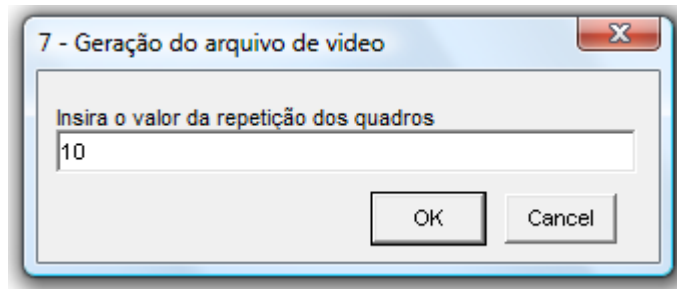 7 - Geração do arquivo de video
Insira o valor da repetição dos quadros
10
OK
Cancel